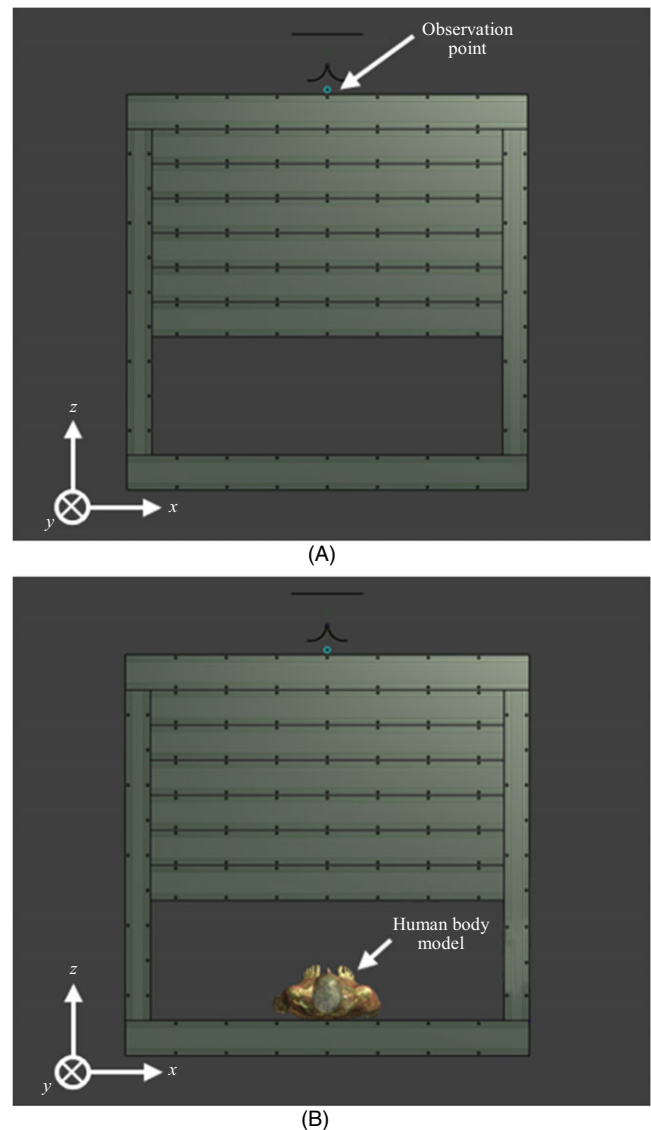 Observation
point
z
y
x
(A)
Human body
model
z
y
x
(B)